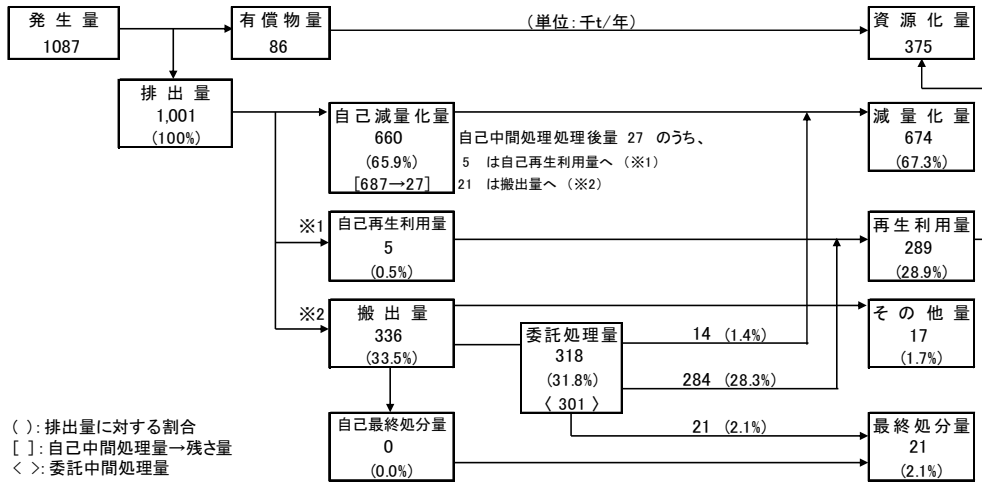 発生量
1087
有償物量
86
（単位：千t/年）
資源化量
375
排出量
1,001
(100%)
自己減量化量
660
(65.9%)
[687→27]
自己中間処理処理後量 27 のうち、
5 は自己再生利用量へ （※1）
21 は搬出量へ （※2）
減量化量
674
(67.3%)
※1
自己再生利用量
5
(0.5%)
再生利用量
289
(28.9%)
※2
搬出量
336
(33.5%)
委託処理量
318
(31.8%)
〈 301 〉
14 (1.4%)
284 (28.3%)
21 (2.1%)
その他量
17
(1.7%)
自己最終処分量
0
(0.0%)
最終処分量
21
(2.1%)
( )：排出量に対する割合
[ ]：自己中間処理量→残さ量
< >：委託中間処理量